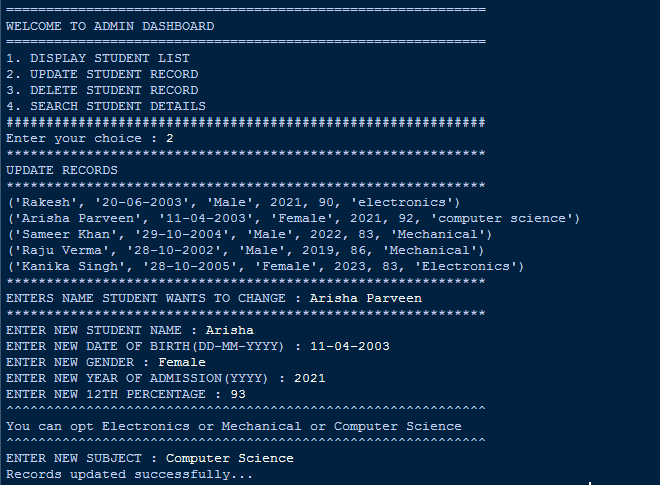 ============================================================
WELCOME TO ADMIN DASHBOARD
============================================================
1. DISPLAY STUDENT LIST
2. UPDATE STUDENT RECORD
3. DELETE STUDENT RECORD
4. SEARCH STUDENT DETAILS
############################################################
Enter your choice : 2
************************************************************
UPDATE RECORDS
************************************************************
('Rakesh', '20-06-2003', 'Male', 2021, 90, 'electronics')
('Arisha Parveen', '11-04-2003', 'Female', 2021, 92, 'computer science')
('Sameer Khan', '29-10-2004', 'Male', 2022, 83, 'Mechanical')
('Raju Verma', '28-10-2002', 'Male', 2019, 86, 'Mechanical')
('Kanika Singh', '28-10-2005', 'Female', 2023, 83, 'Electronics')
************************************************************
ENTERS NAME STUDENT WANTS TO CHANGE : Arisha Parveen
************************************************************
ENTER NEW STUDENT NAME : Arisha
ENTER NEW DATE OF BIRTH(DD-MM-YYYY) : 11-04-2003
ENTER NEW GENDER : Female
ENTER NEW YEAR OF ADMISSION(YYYY) : 2021
ENTER NEW 12TH PERCENTAGE : 93
^^^^^^^^^^^^^^^^^^^^^^^^^^^^^^^^^^^^^^^^^^^^^^^^^^^^^^^^^^^^
You can opt Electronics or Mechanical or Computer Science
^^^^^^^^^^^^^^^^^^^^^^^^^^^^^^^^^^^^^^^^^^^^^^^^^^^^^^^^^^^^
ENTER NEW SUBJECT : Computer Science
Records updated successfully...